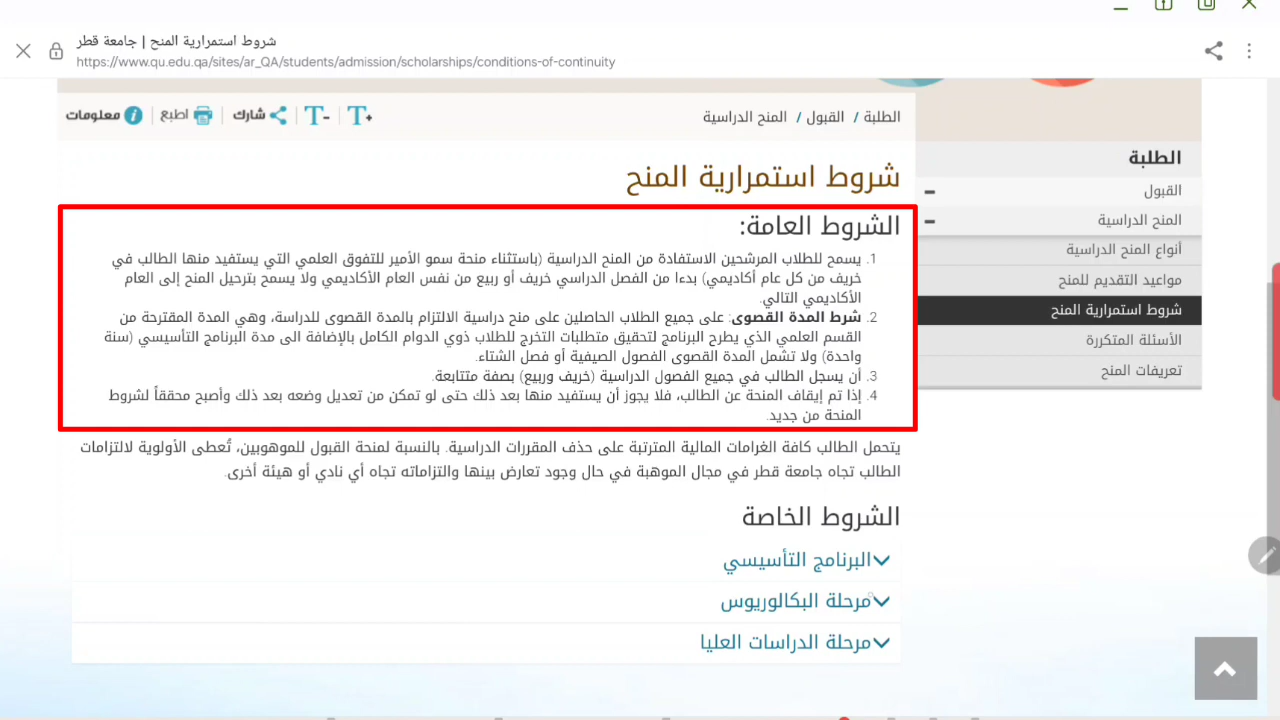 شروط استمرارية المنح | جامعة قطر
https://www.qu.edu.qa/sites/ar_QA/students/admission/scholarships/conditions-of-continuity
الطلبة / القبول / المنح الدراسية
T+ T- شارك اطبع معلومات
شروط استمرارية المنح
الشروط العامة:
1. يسمح للطلاب المرشحين الاستفادة من المنح الدراسية (باستثناء منحة سمو الأمير للتفوق العلمي التي يستفيد منها الطالب في
خريف من كل عام أكاديمي) بدءا من الفصل الدراسي خريف أو ربيع من نفس العام الأكاديمي ولا يسمح بترحيل المنح إلى العام
الأكاديمي التالي.
2. شرط المدة القصوى: على جميع الطلاب الحاصلين على منح دراسية الالتزام بالمدة القصوى للدراسة، وهي المدة المقترحة من
القسم العلمي الذي يطرح البرنامج لتحقيق متطلبات التخرج للطلاب ذوي الدوام الكامل بالإضافة الى مدة البرنامج التأسيسي (سنة
واحدة) ولا تشمل المدة القصوى الفصول الصيفية أو فصل الشتاء.
3. أن يسجل الطالب في جميع الفصول الدراسية (خريف وربيع) بصفة متتابعة.
4. إذا تم إيقاف المنحة عن الطالب، فلا يجوز أن يستفيد منها بعد ذلك حتى لو تمكن من تعديل وضعه بعد ذلك وأصبح محققاً لشروط
المنحة من جديد.
يتحمل الطالب كافة الغرامات المالية المترتبة على حذف المقررات الدراسية. بالنسبة لمنحة القبول للموهوبين، تُعطى الأولوية لالتزامات
الطالب تجاه جامعة قطر في مجال الموهبة في حال وجود تعارض بينها والتزاماته تجاه أي نادي أو هيئة أخرى.
الشروط الخاصة
البرنامج التأسيسي
مرحلة البكالوريوس
مرحلة الدراسات العليا
الطلبة
القبول
المنح الدراسية
أنواع المنح الدراسية
مواعيد التقديم للمنح
شروط استمرارية المنح
الأسئلة المتكررة
تعريفات المنح